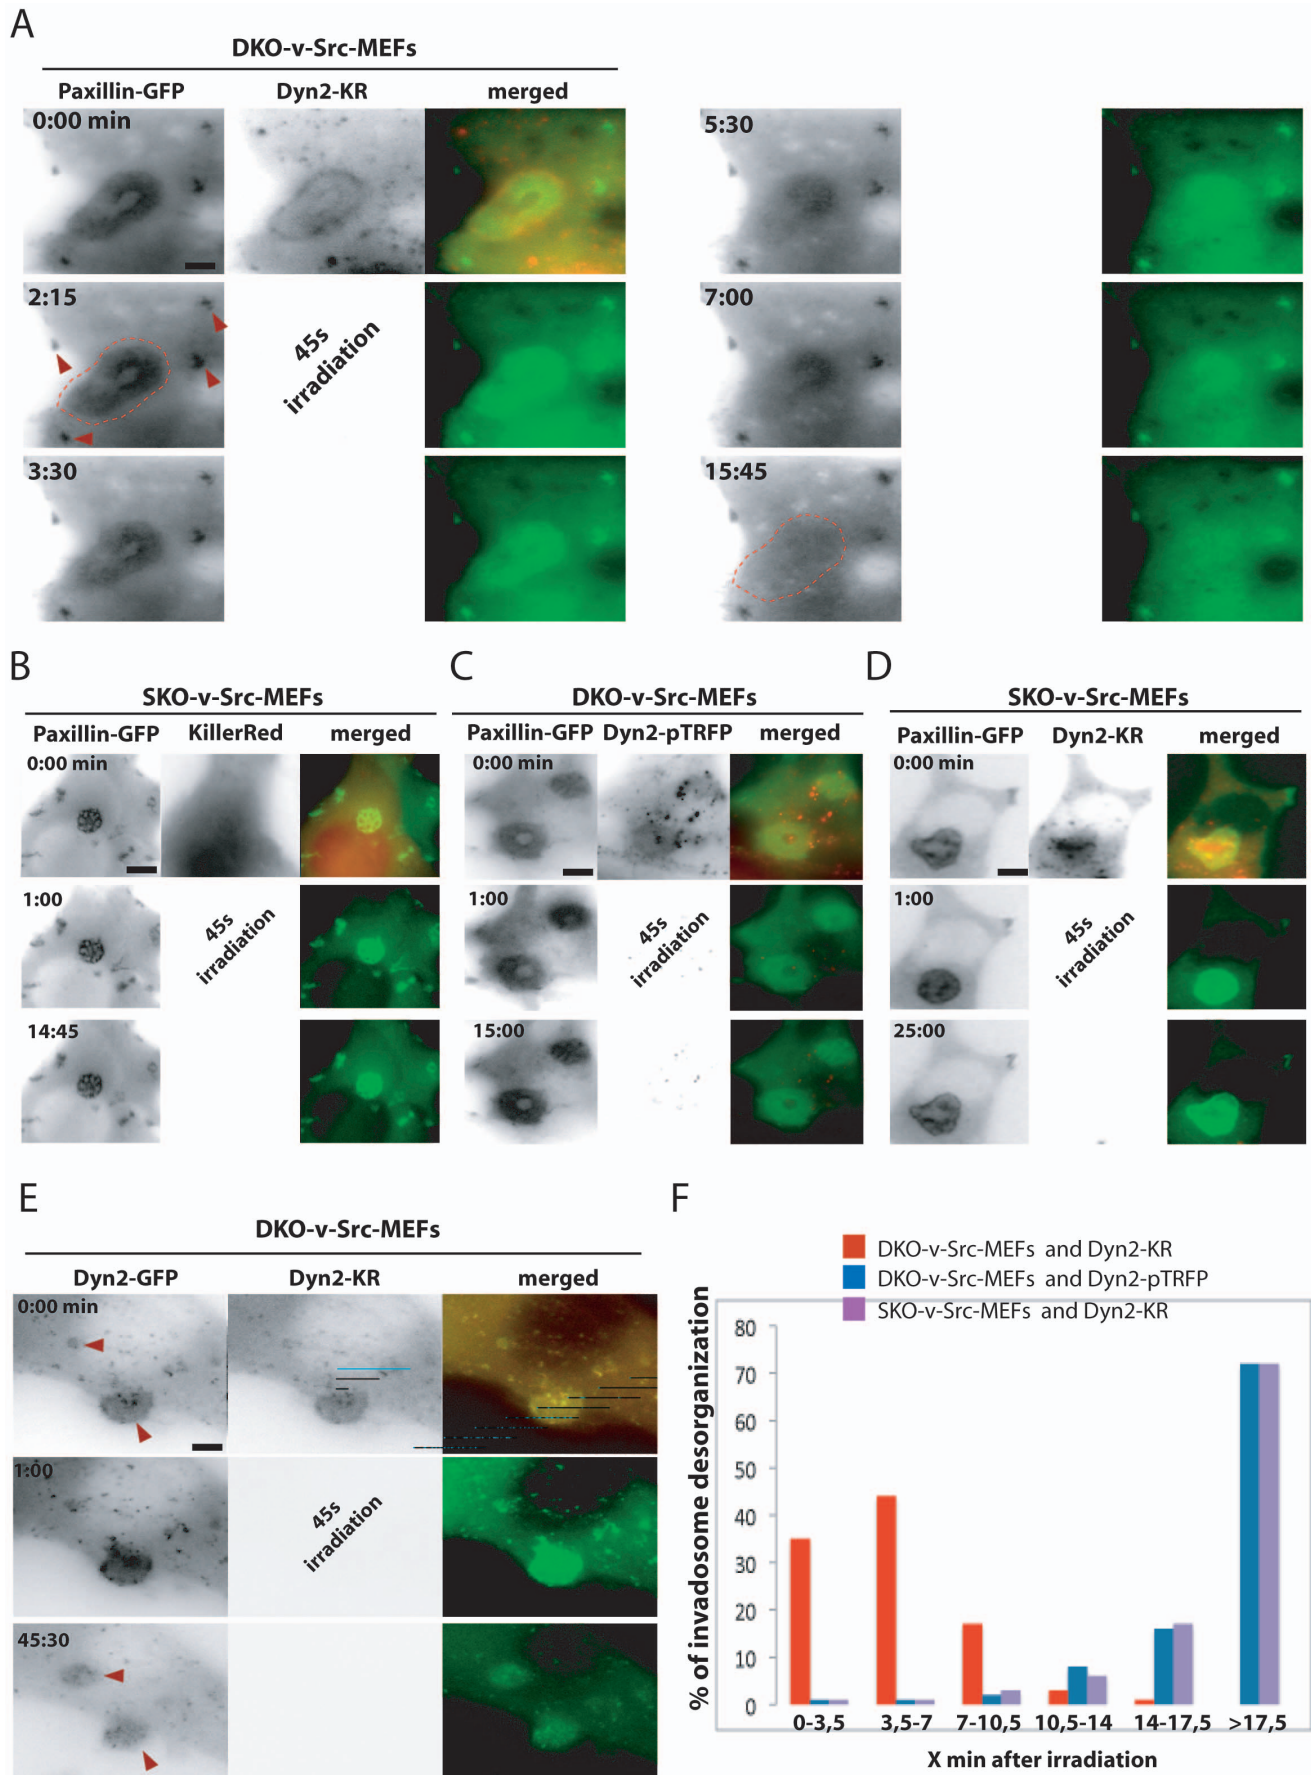 A
DKO-v-Src-MEFs
Paxillin-GFP Dyn2-KR merged
0:00 min
2:15
45s
irradiation
3:30
5:30
7:00
15:45
B
SKO-v-Src-MEFs
Paxillin-GFP KillerRed merged
0:00 min
1:00
45s
irradiation
14:45
C
DKO-v-Src-MEFs
Paxillin-GFP Dyn2-pTRFP merged
0:00 min
1:00
45s
irradiation
15:00
D
SKO-v-Src-MEFs
Paxillin-GFP Dyn2-KR merged
0:00 min
1:00
45s
irradiation
25:00
E
DKO-v-Src-MEFs
Dyn2-GFP Dyn2-KR merged
0:00 min
1:00
45s
irradiation
45:30
F
DKO-v-Src-MEFs and Dyn2-KR
DKO-v-Src-MEFs and Dyn2-pTRFP
SKO-v-Src-MEFs and Dyn2-KR
% of invadosome desorganization
80
70
60
50
40
30
20
10
0
0-3,5 3,5-7 7-10,5 10,5-14 14-17,5 >17,5
X min after irradiation